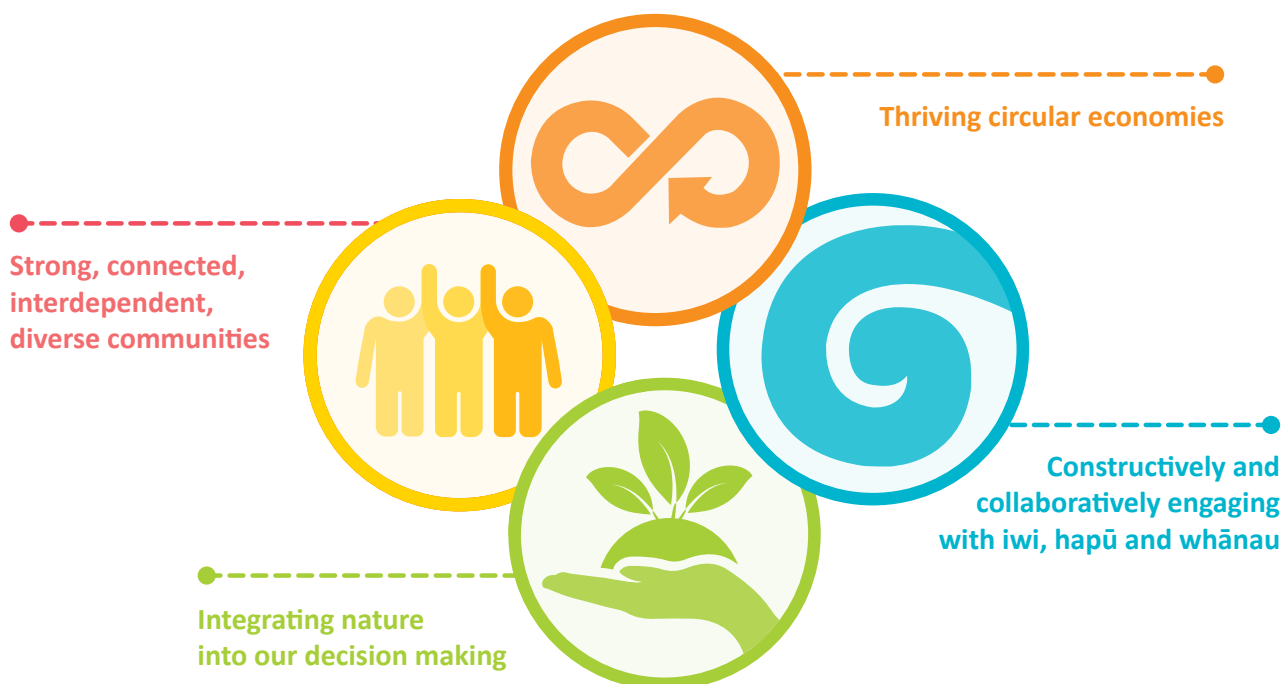 Thriving circular economies
Strong, connected,
interdependent,
diverse communities
Constructively and
collaboratively engaging
with iwi, hapū and whānau
Integrating nature
into our decision making